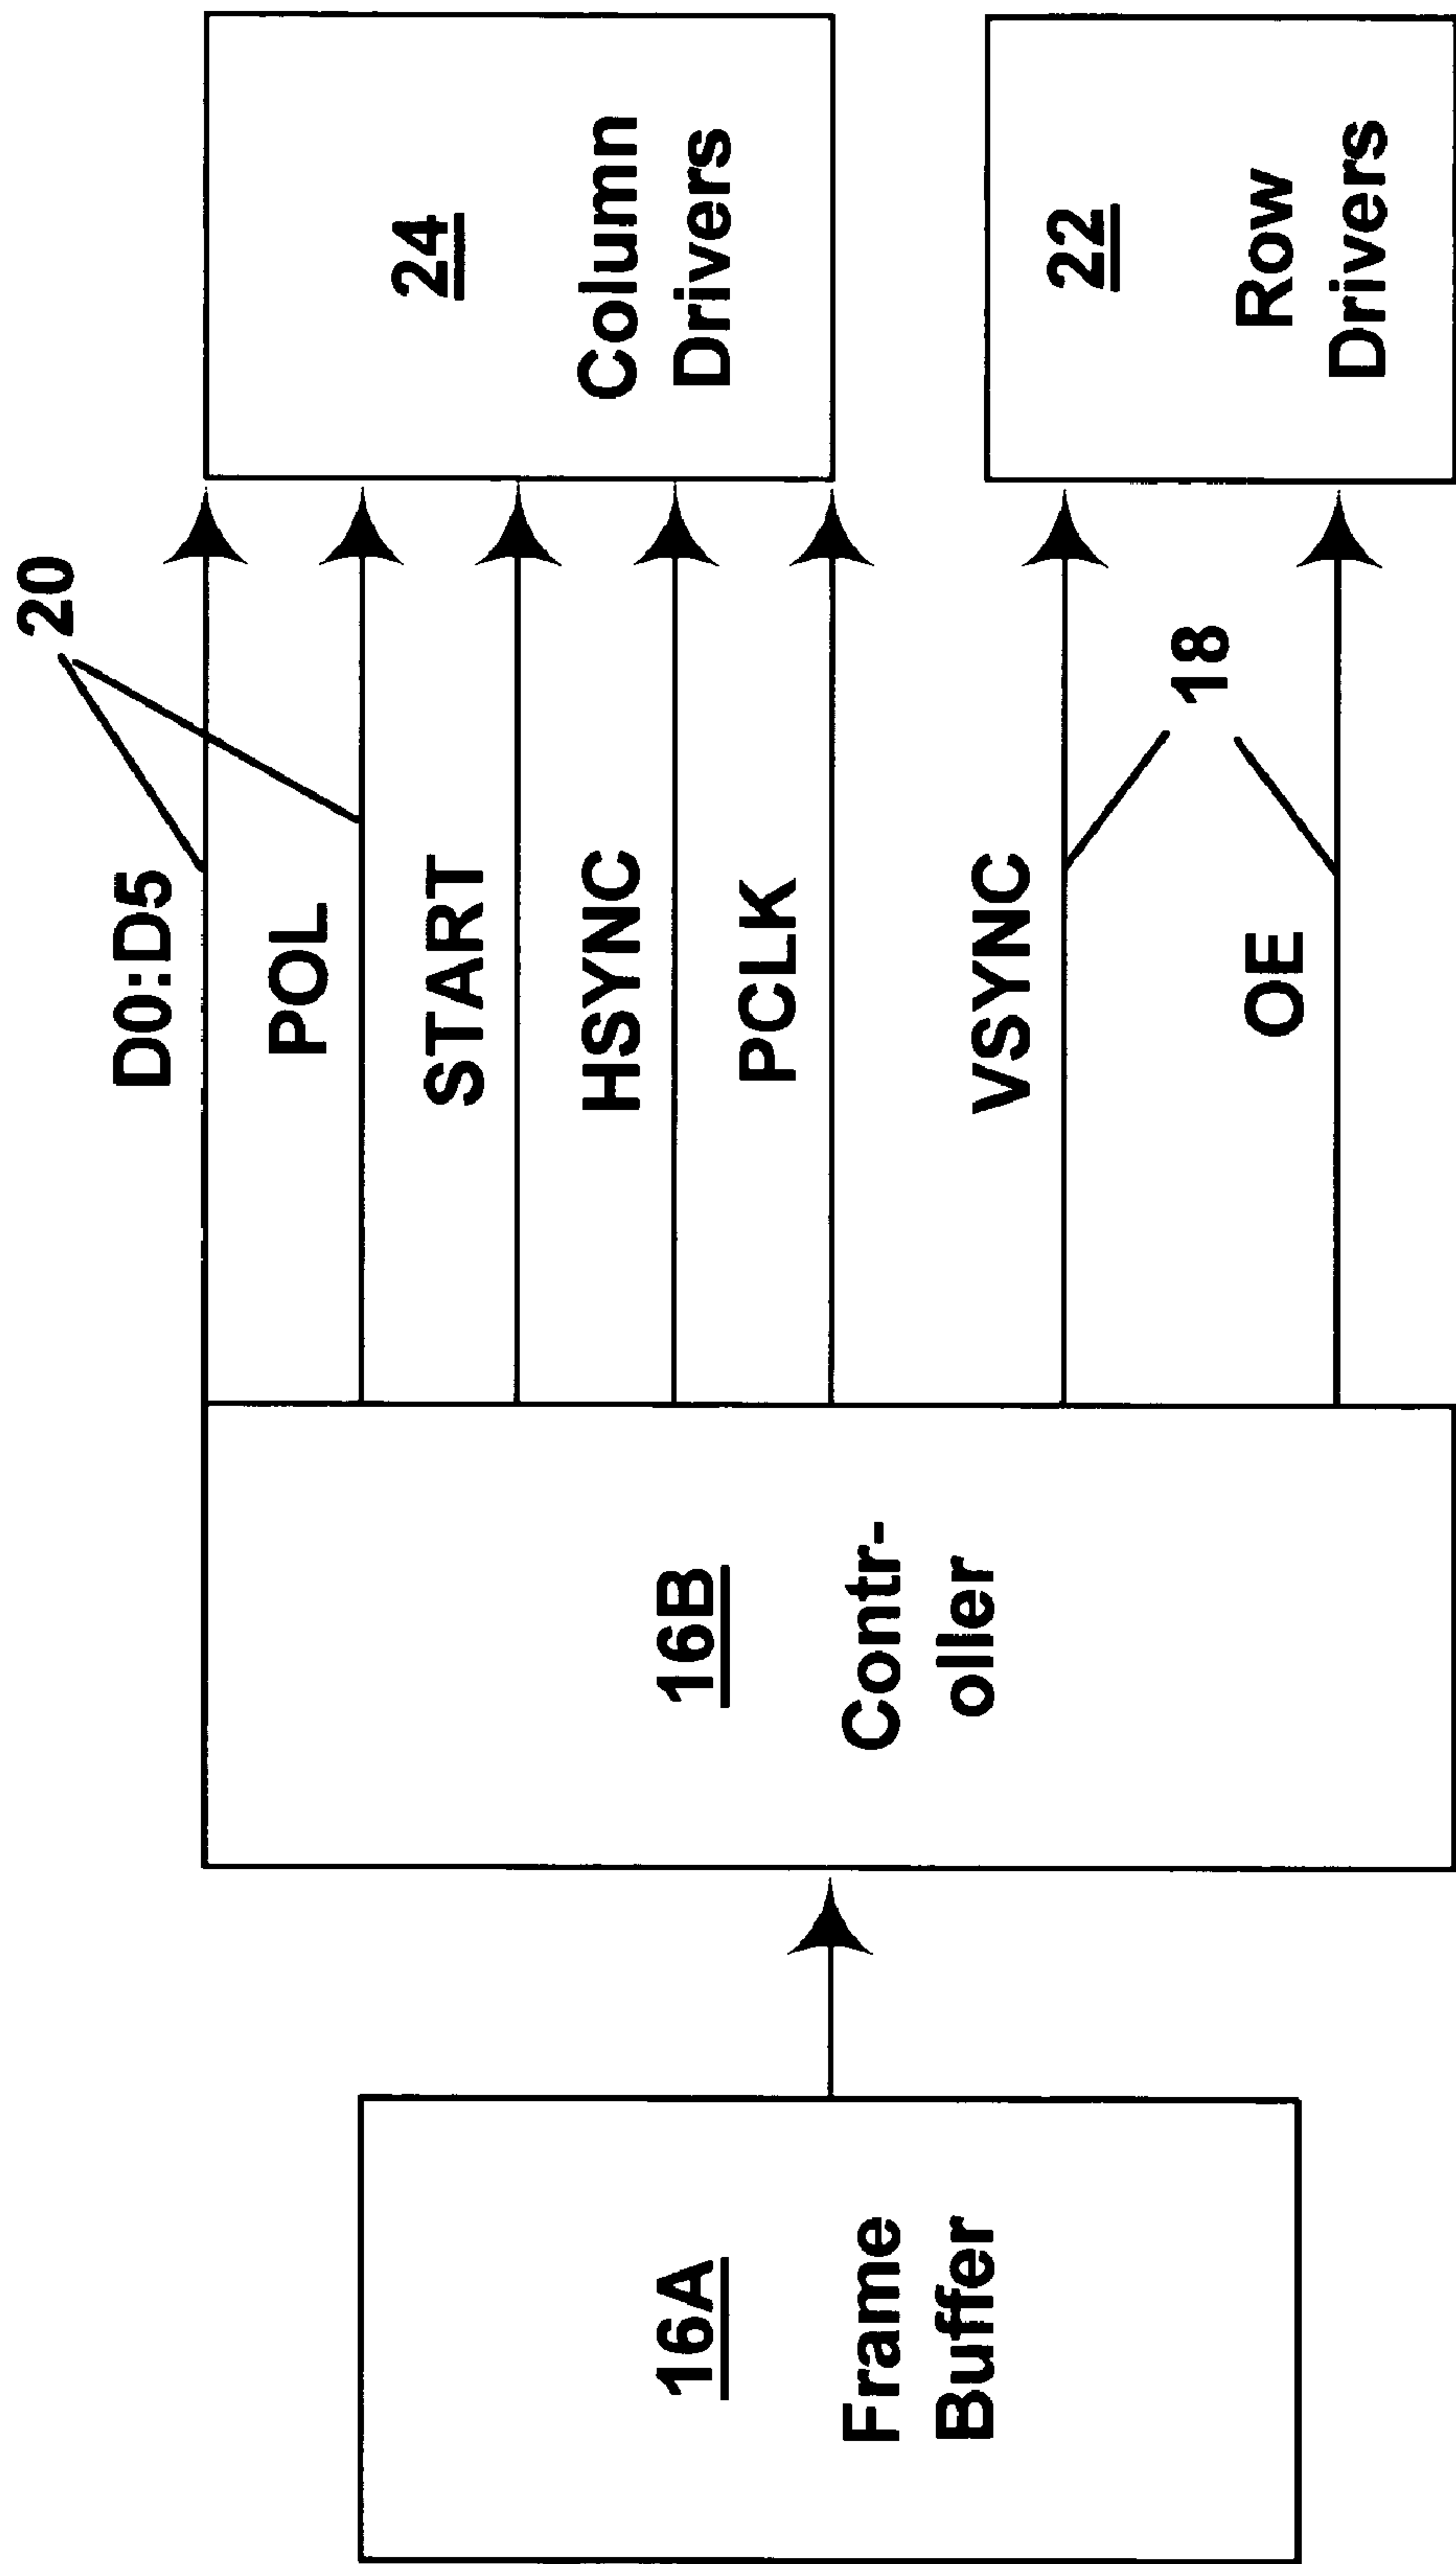 16A
Frame
Buffer
16B
Contr-
oller
20
D0:D5
POL
START
HSYNC
PCLK
VSYNC
18
OE
24
Column
Drivers
22
Row
Drivers